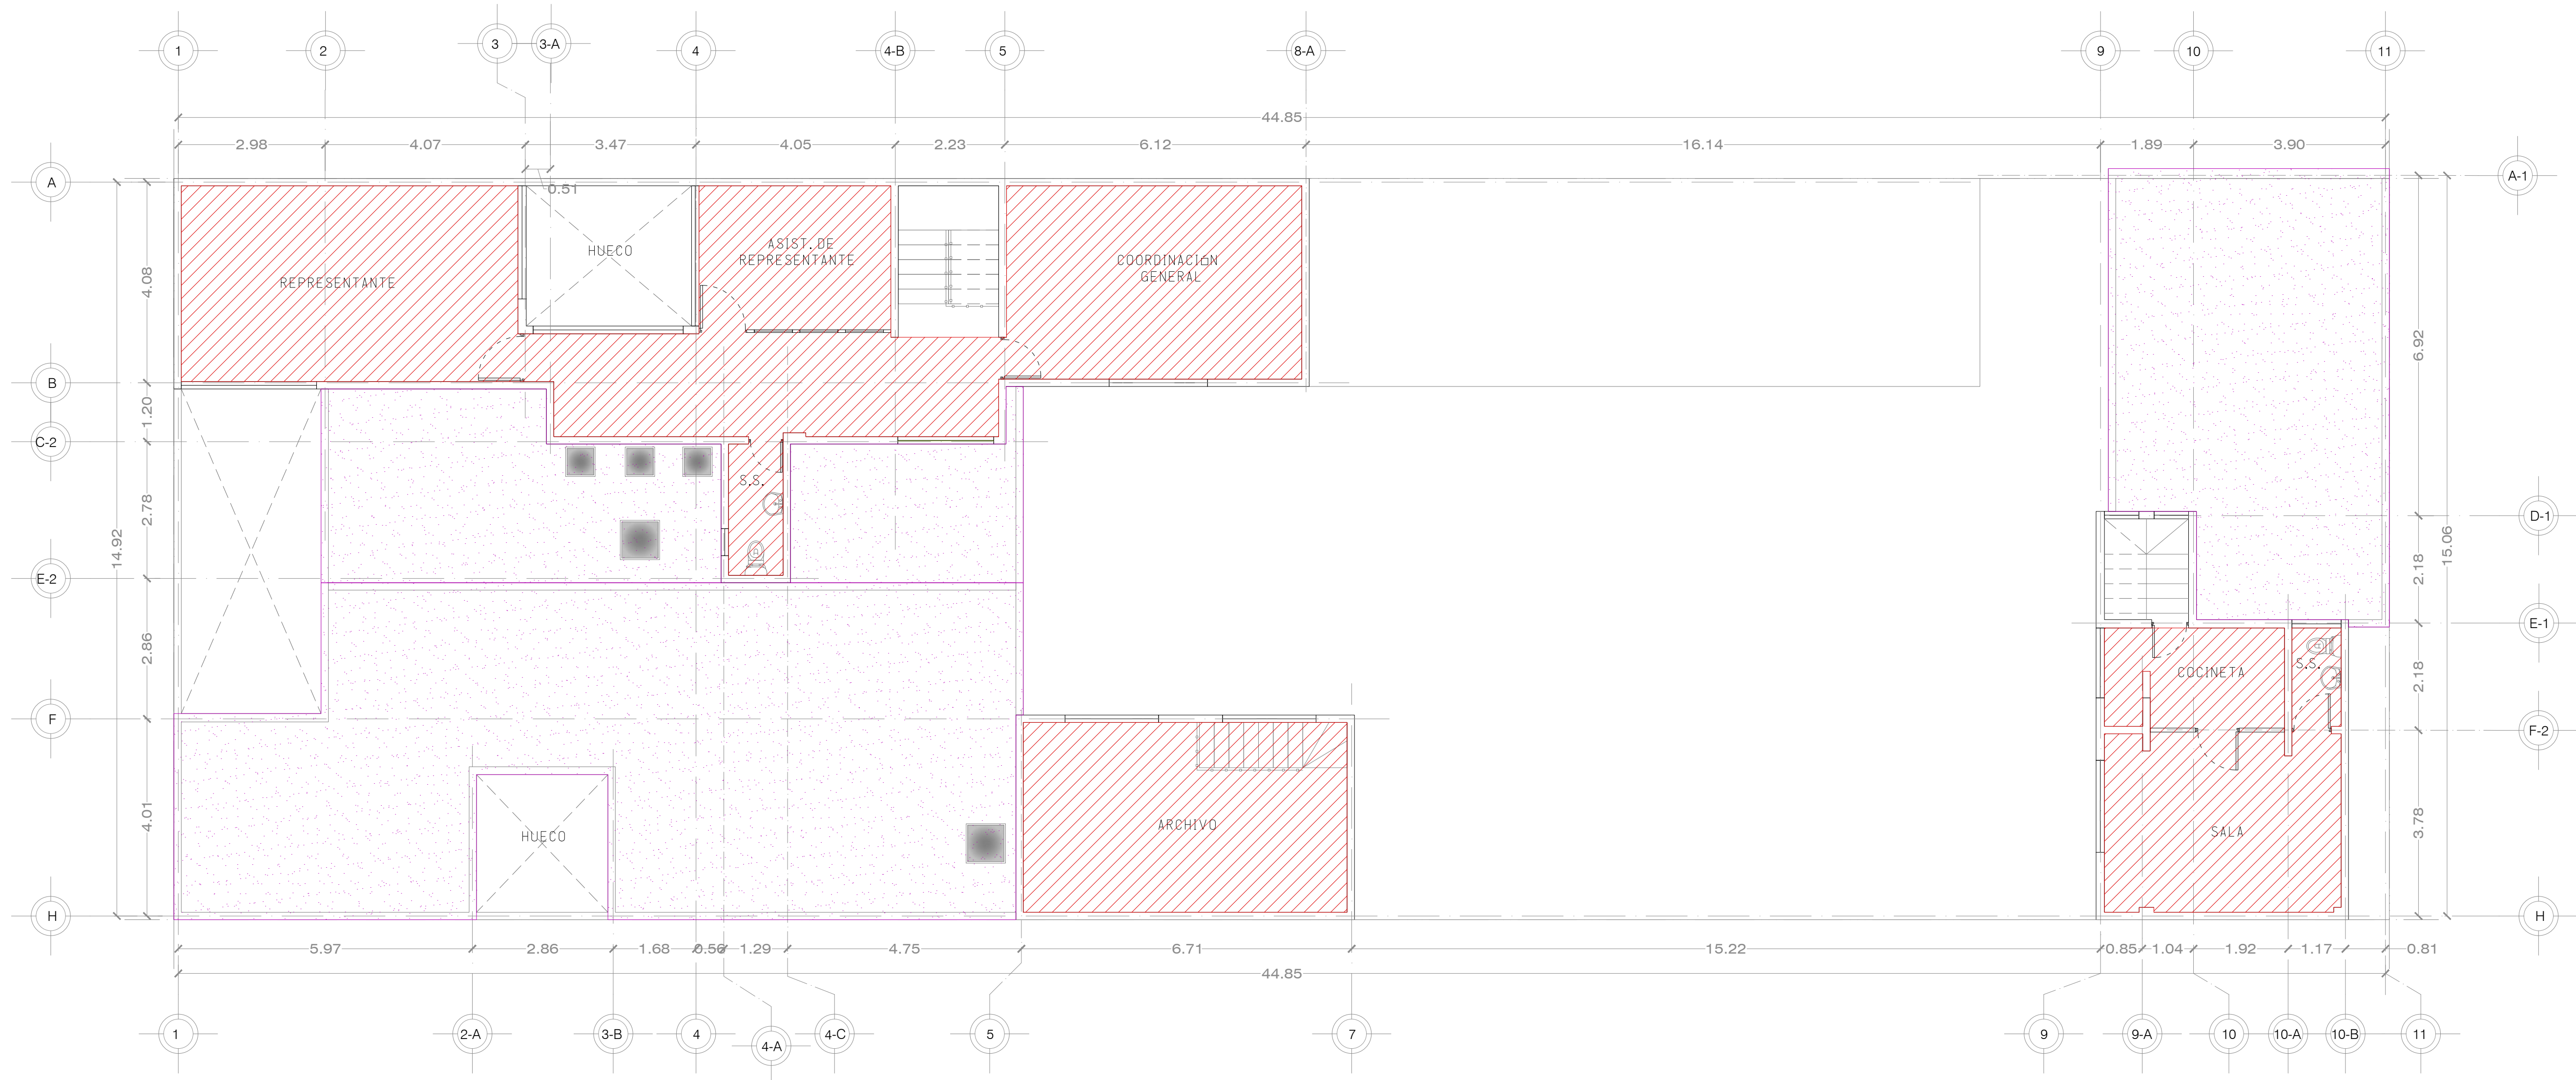 1
2
3
3-A
4
4-B
5
8-A
9
10
11
44.85
2.98
4.07
3.47
4.05
2.23
6.12
16.14
1.89
3.90
0.51
A
A-1
B
C-2
E-2
F
H
D-1
E-1
F-2
H
14.92
4.08
1.20
2.78
2.86
4.01
6.92
2.18
2.18
3.78
15.06
REPRESENTANTE
HUECO
ASIST. DE
REPRESENTANTE
COORDINACI□N
GENERAL
S.S.
COCINETA
S.S.
HUECO
ARCHIVO
SALA
5.97
2.86
1.68
0.56
1.29
4.75
6.71
15.22
0.85
1.04
1.92
1.17
0.81
44.85
1
2-A
3-B
4
4-A
4-C
5
7
9
9-A
10
10-A
10-B
11